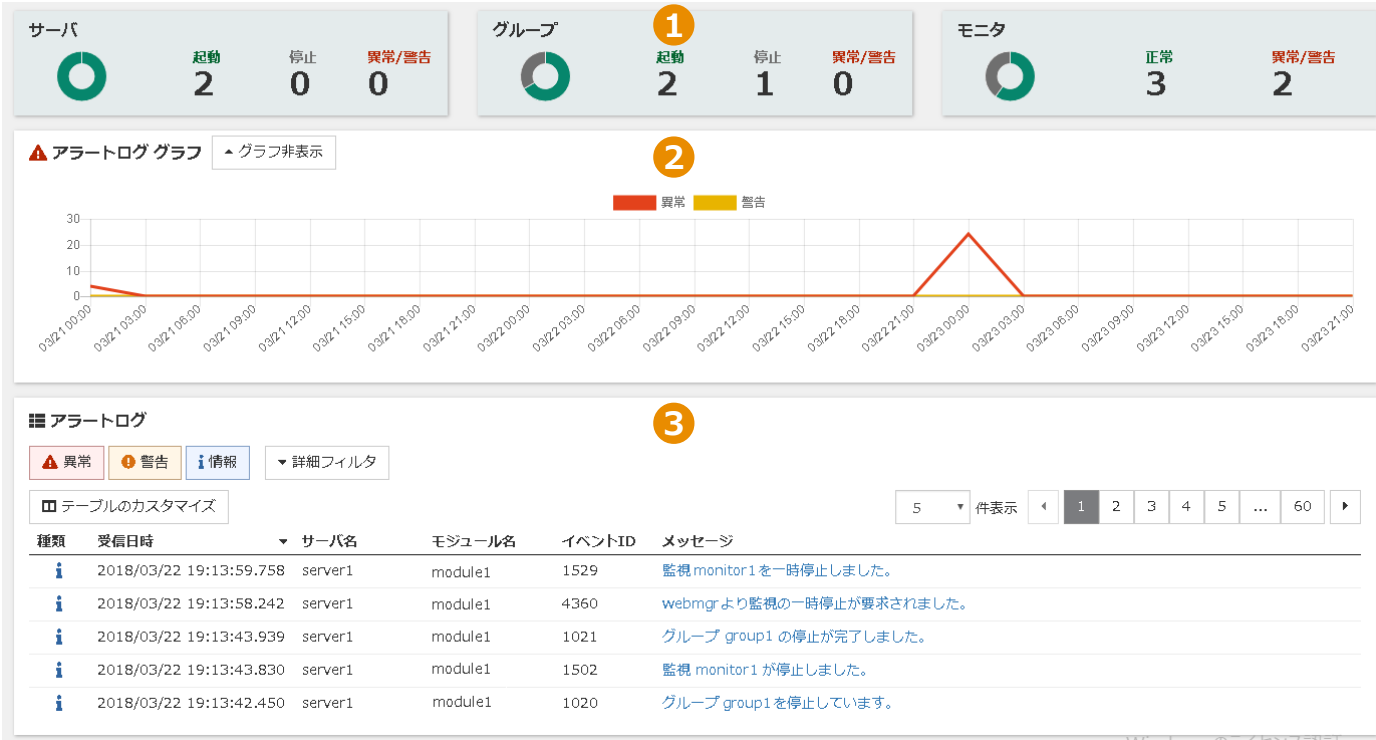 サーバ
起動 停止 異常/警告
2 0 0
グループ
1
起動 停止 異常/警告
2 1 0
モニタ
正常 異常/警告
3 2
アラートログ グラフ グラフ非表示
2
異常 警告
30
20
10
0
03/21 00:00 03/21 03:00 03/21 06:00 03/21 09:00 03/21 12:00 03/21 15:00 03/21 18:00 03/21 21:00 03/22 00:00 03/22 03:00 03/22 06:00 03/22 09:00 03/22 12:00 03/22 15:00 03/22 18:00 03/22 21:00 03/23 00:00 03/23 03:00 03/23 06:00 03/23 09:00 03/23 12:00 03/23 15:00 03/23 18:00 03/23 21:00
アラートログ
3
異常 警告 情報 詳細フィルタ
テーブルのカスタマイズ 5 件表示 1 2 3 4 5 ... 60
種類 受信日時 サーバ名 モジュール名 イベントID メッセージ
2018/03/22 19:13:59.758 server1 module1 1529 監視 monitor1を一時停止しました。
2018/03/22 19:13:58.242 server1 module1 4360 webmgrより監視の一時停止が要求されました。
2018/03/22 19:13:43.939 server1 module1 1021 グループ group1 の停止が完了しました。
2018/03/22 19:13:43.830 server1 module1 1502 監視 monitor1 が停止しました。
2018/03/22 19:13:42.450 server1 module1 1020 グループ group1を停止しています。